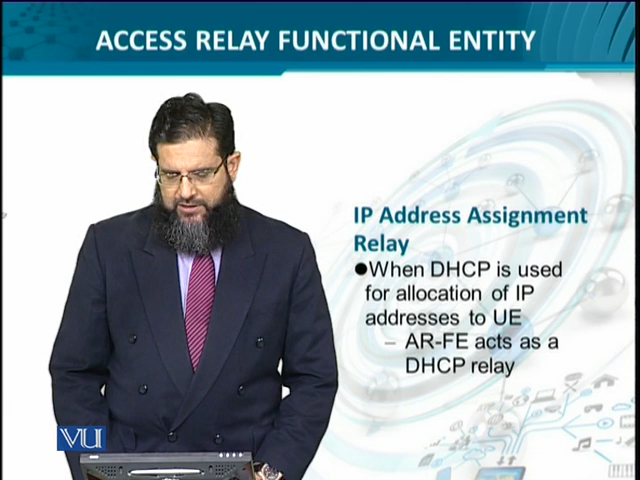 ACCESS RELAY FUNCTIONAL ENTITY
IP Address Assignment
Relay
●When DHCP is used
for allocation of IP
addresses to UE
– AR-FE acts as a
DHCP relay
VU